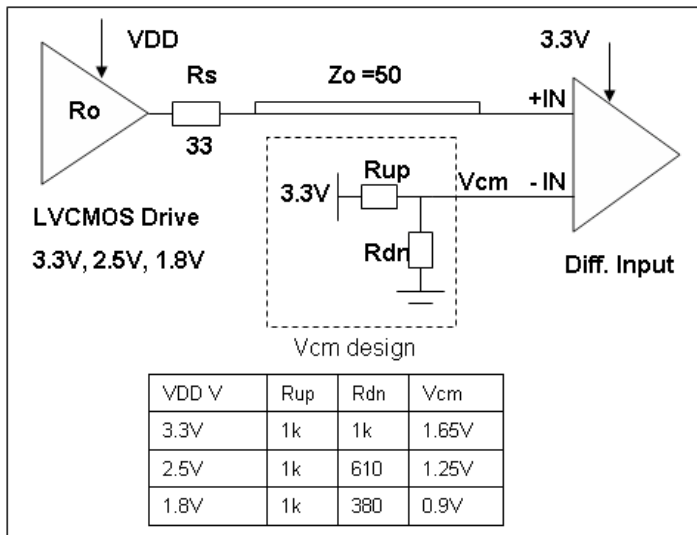 VDD
3.3V
Rs
Zo =50
+IN
Ro
33
Rup
Vcm
- IN
3.3V
LVCMOS Drive
Rdn
3.3V, 2.5V, 1.8V
Diff. Input
Vcm design
VDD V Rup Rdn Vcm
3.3V 1k 1k 1.65V
2.5V 1k 610 1.25V
1.8V 1k 380 0.9V